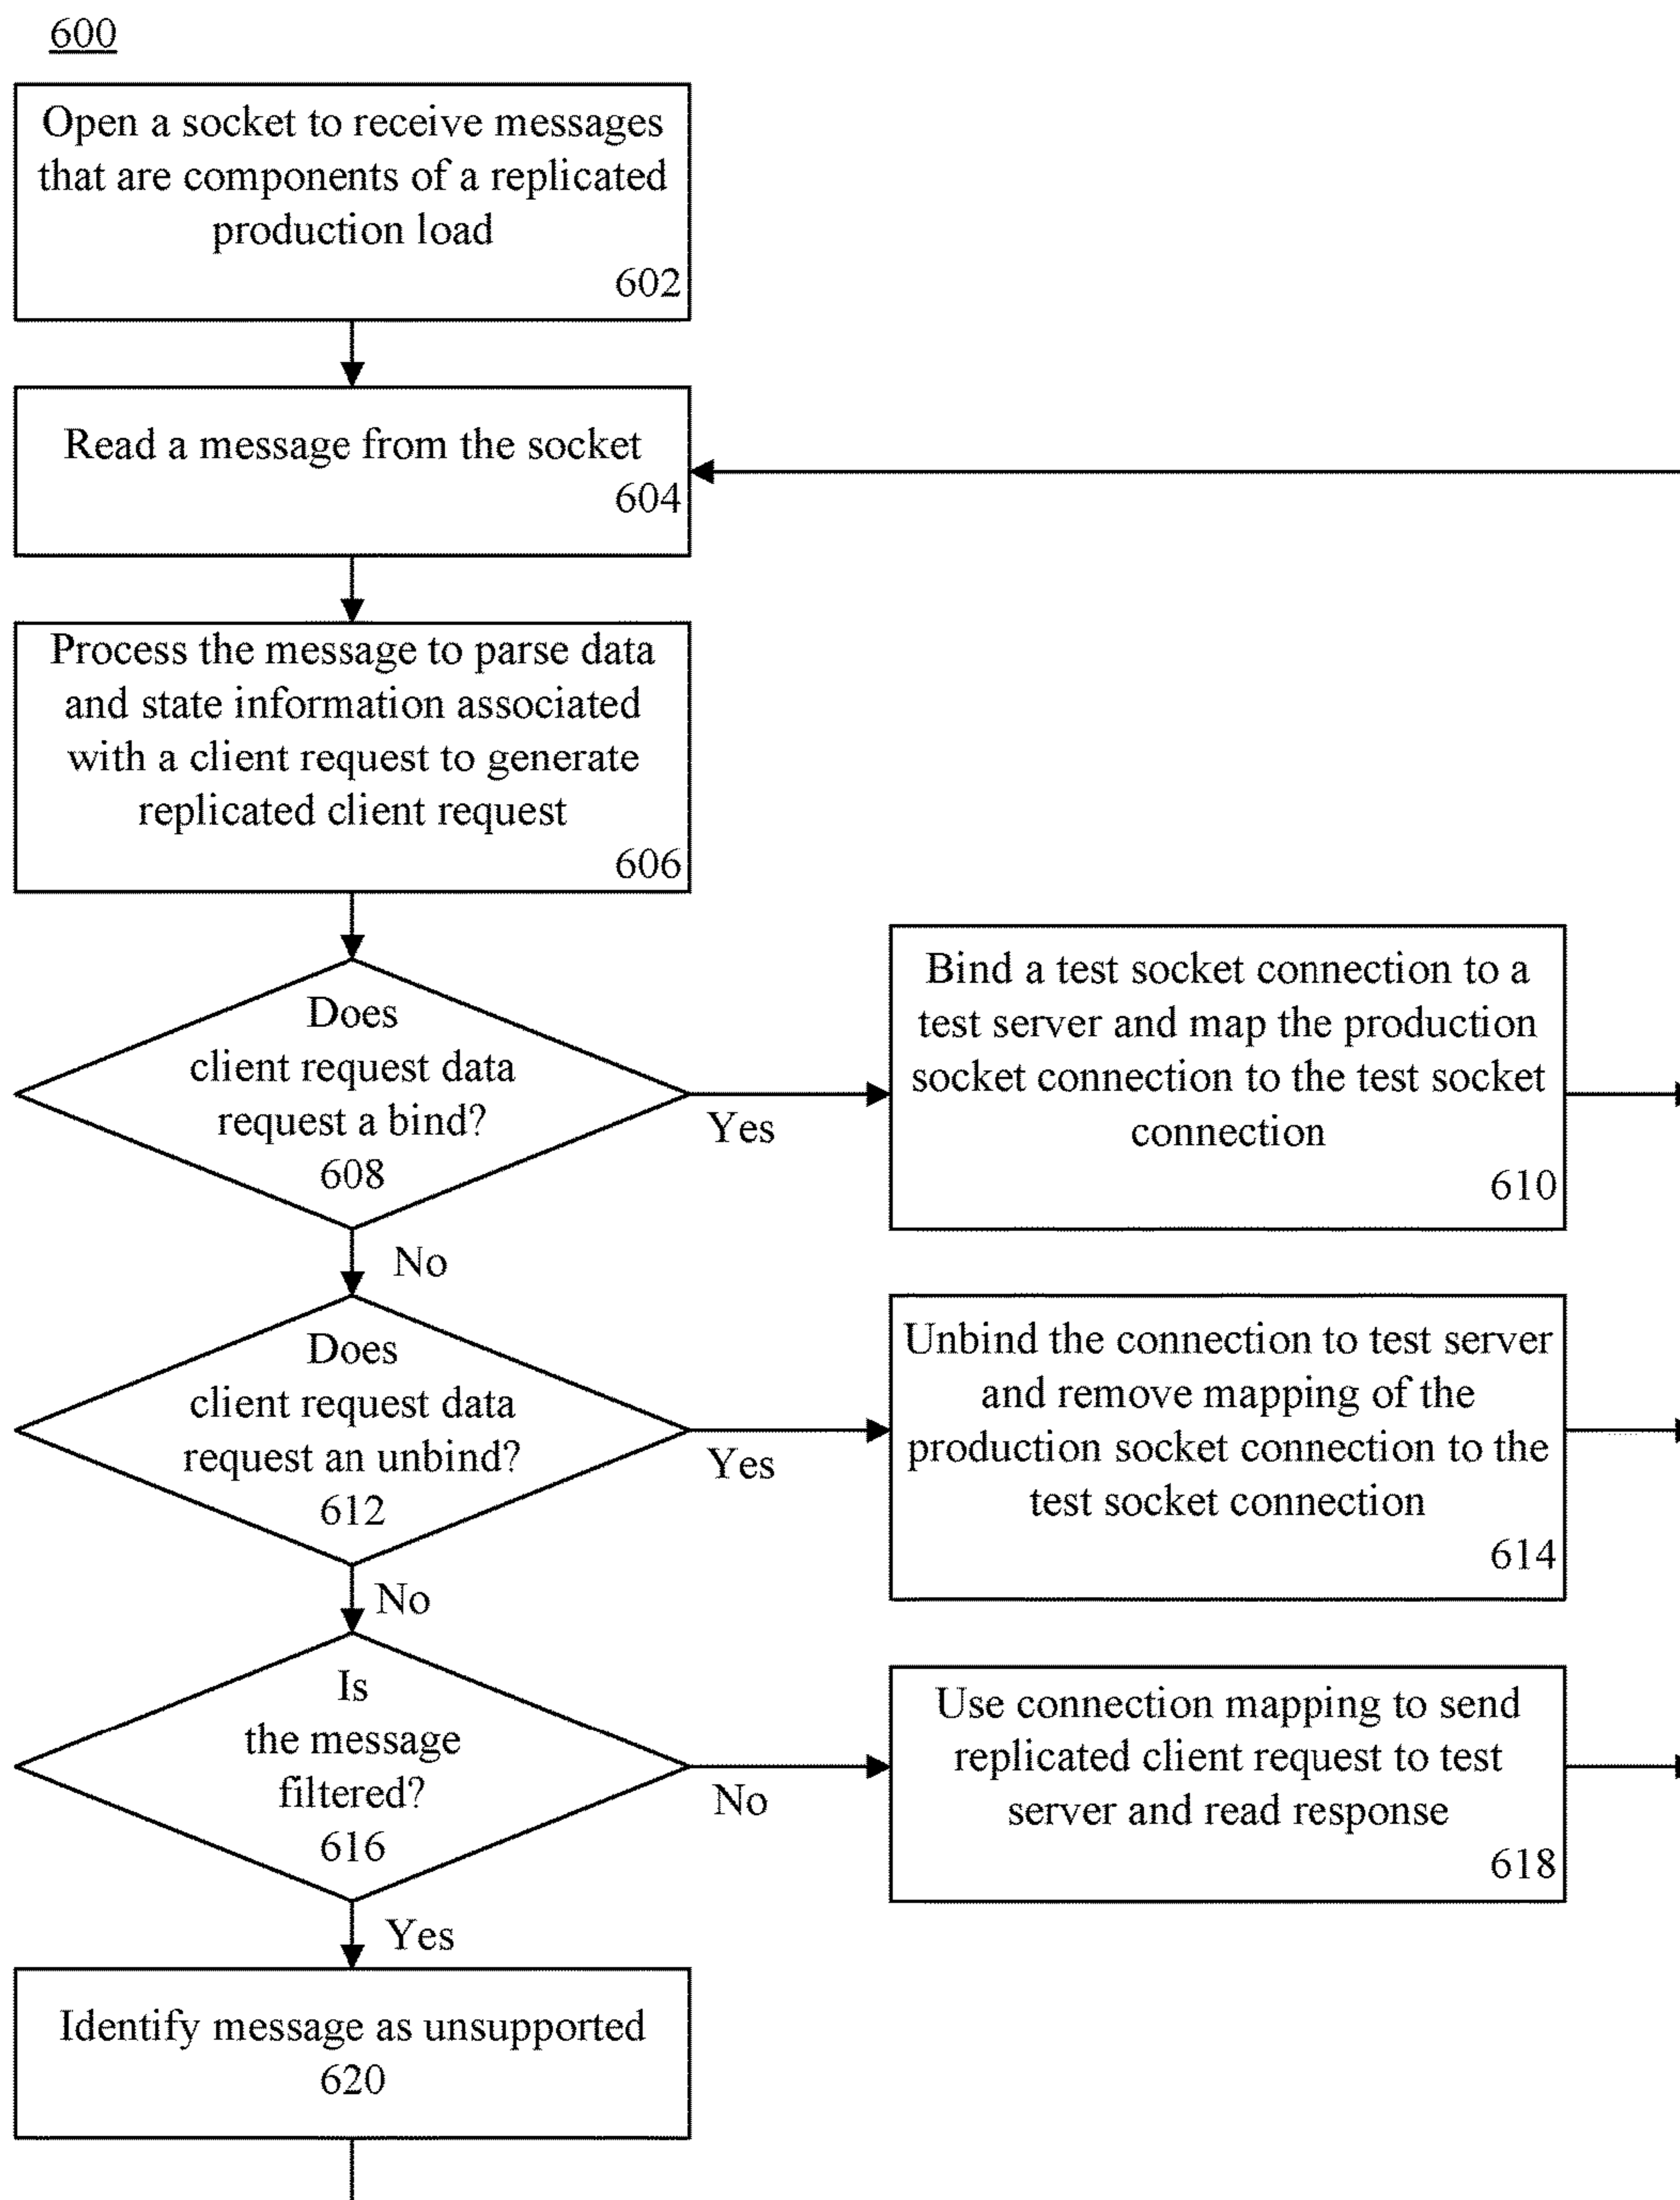 600
Open a socket to receive messages
that are components of a replicated
production load
602
Read a message from the socket
604
Process the message to parse data
and state information associated
with a client request to generate
replicated client request
606
Does
client request data
request a bind?
608
Yes
Bind a test socket connection to a
test server and map the production
socket connection to the test socket
connection
610
No
Does
client request data
request an unbind?
612
Yes
Unbind the connection to test server
and remove mapping of the
production socket connection to the
test socket connection
614
No
Is
the message
filtered?
616
No
Use connection mapping to send
replicated client request to test
server and read response
618
Yes
Identify message as unsupported
620